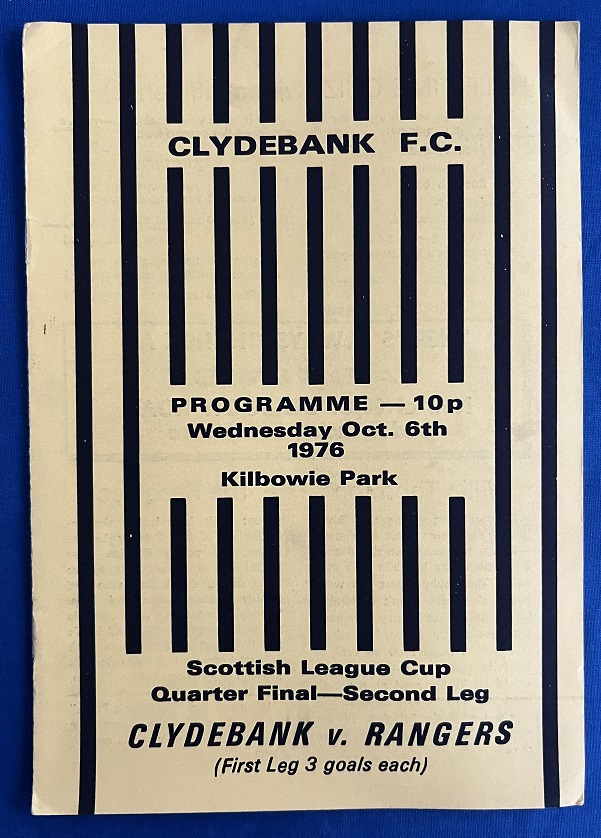 CLYDEBANK F.C.
PROGRAMME — 10p
Wednesday Oct. 6th
1976
Kilbowie Park
Scottish League Cup
Quarter Final—Second Leg
CLYDEBANK v. RANGERS
(First Leg 3 goals each)